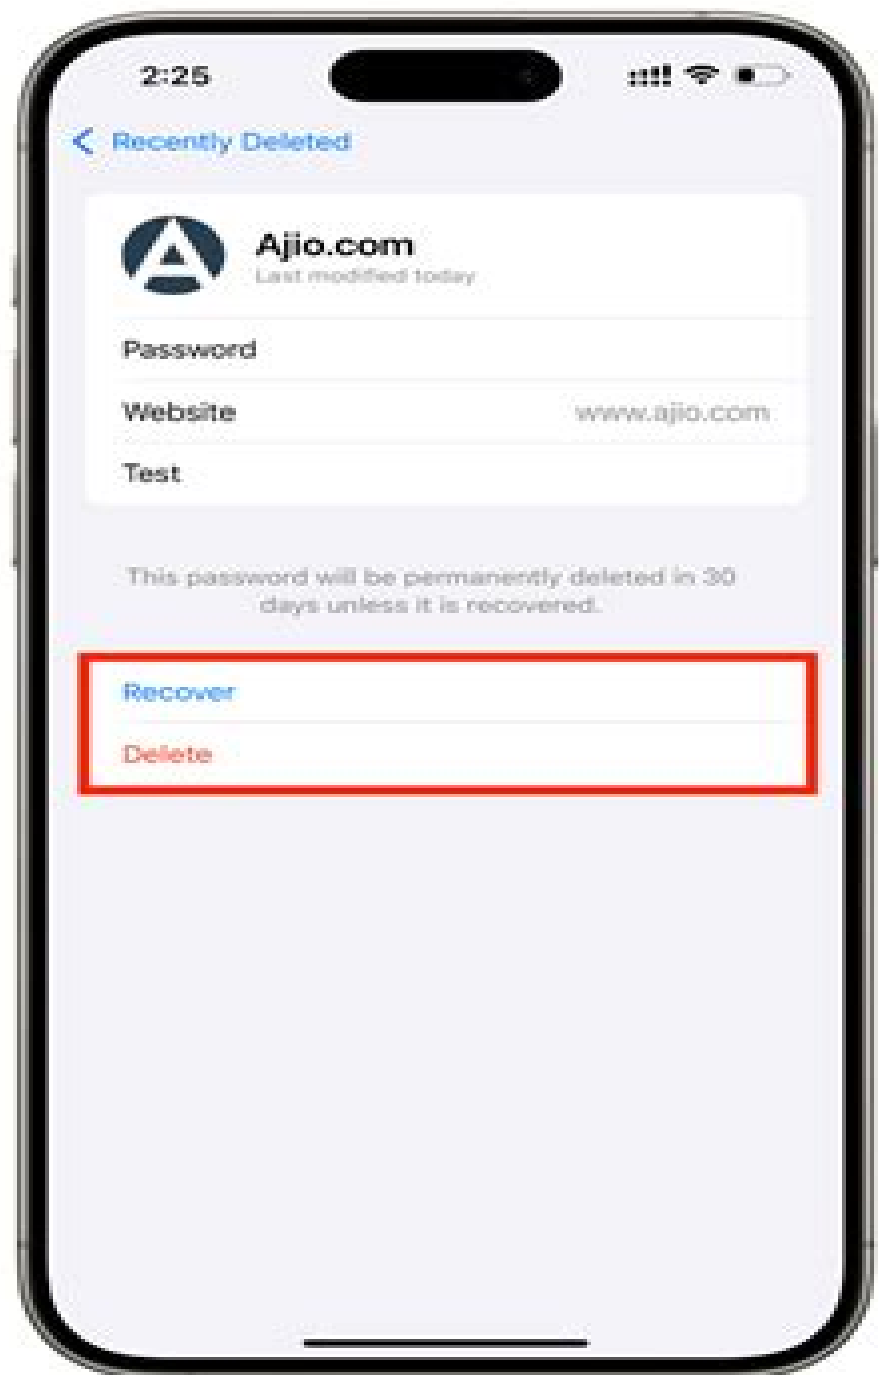 2:25
Recently Deleted
Ajio.com
Last modified today
Password
Website www.ajio.com
Test
This password will be permanently deleted in 30
days unless it is recovered.
Recover
Delete